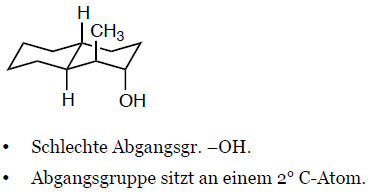 H
CH3
H
OH
• Schlechte Abgangsgr. –OH.
• Abgangsgruppe sitzt an einem 2° C-Atom.